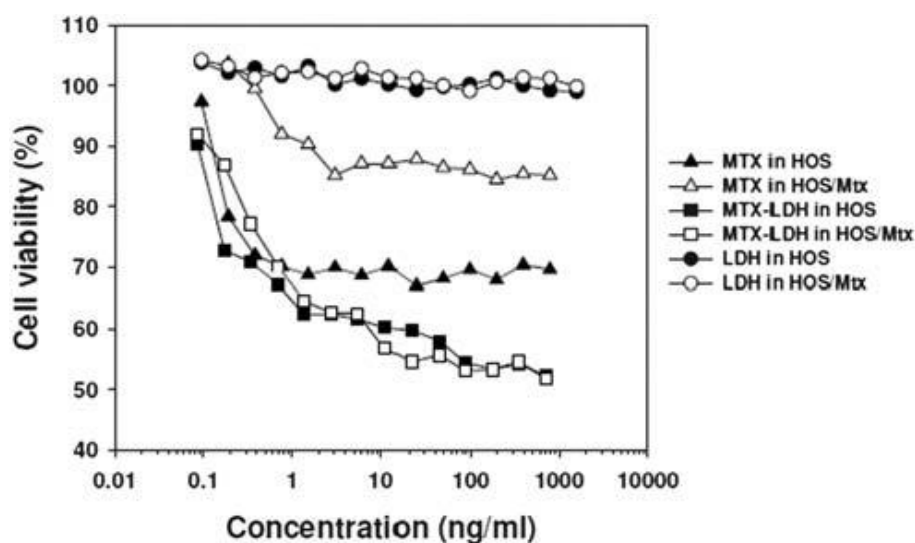 110
100
90
80
70
60
50
40
0.01 0.1 1 10 100 1000 10000
Cell viability (%)
Concentration (ng/ml)
MTX in HOS
MTX in HOS/Mtx
MTX-LDH in HOS
MTX-LDH in HOS/Mtx
LDH in HOS
LDH in HOS/Mtx